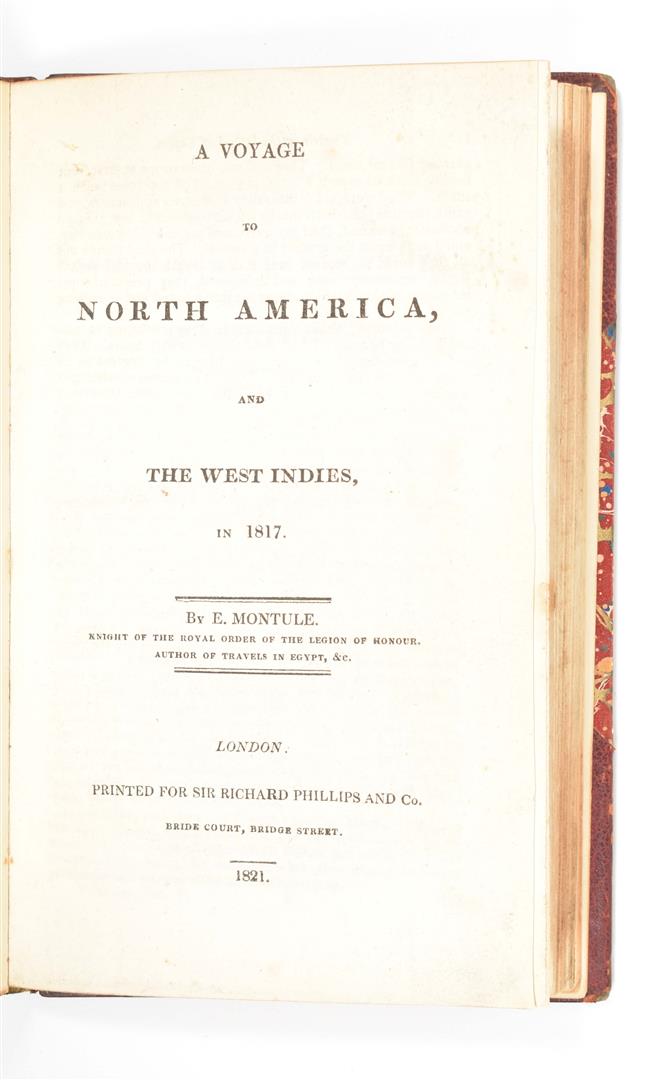 A VOYAGE
TO
NORTH AMERICA,
AND
THE WEST INDIES,
IN 1817.
By E. MONTULE.
KNIGHT OF THE ROYAL ORDER OF THE LEGION OF HONOUR.
AUTHOR OF TRAVELS IN EGYPT, &c.
LONDON.
PRINTED FOR SIR RICHARD PHILLIPS AND Co.
BRIDE COURT, BRIDGE STREET.
1821.